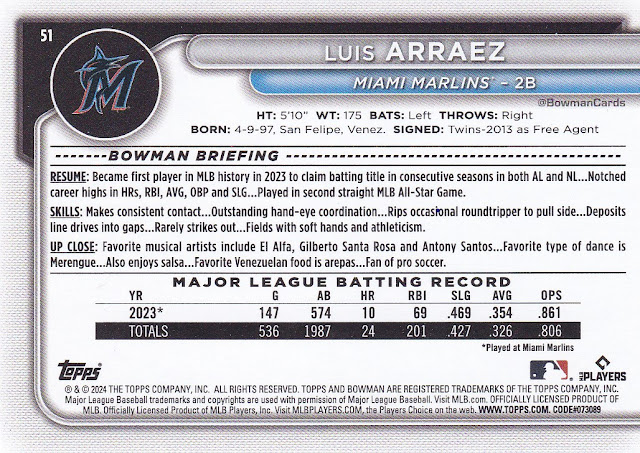 51
M
LUIS ARRAEZ
MIAMI MARLINS™ – 2B
@BowmanCards
HT: 5'10" WT: 175 BATS: Left THROWS: Right
BORN: 4-9-97, San Felipe, Venez. SIGNED: Twins-2013 as Free Agent
BOWMAN BRIEFING
RESUME: Became first player in MLB history in 2023 to claim batting title in consecutive seasons in both AL and NL...Notched
career highs in HRs, RBI, AVG, OBP and SLG...Played in second straight MLB All-Star Game.
SKILLS: Makes consistent contact...Outstanding hand-eye coordination...Rips occasional roundtripper to pull side...Deposits
line drives into gaps...Rarely strikes out...Fields with soft hands and athleticism.
UP CLOSE: Favorite musical artists include El Alfa, Gilberto Santa Rosa and Antony Santos...Favorite type of dance is
Merengue...Also enjoys salsa...Favorite Venezuelan food is arepas...Fan of pro soccer.
MAJOR LEAGUE BATTING RECORD
YR G AB HR RBI SLG AVG OPS
2023* 147 574 10 69 .469 .354 .861
TOTALS 536 1987 24 201 .427 .326 .806
*Played at Miami Marlins
Topps
MLB PLAYERS
® & © 2024 THE TOPPS COMPANY, INC. ALL RIGHTS RESERVED. TOPPS AND BOWMAN ARE REGISTERED TRADEMARKS OF THE TOPPS COMPANY, INC.
Major League Baseball trademarks and copyrights are used with permission of Major League Baseball. Visit MLB.com. OFFICIALLY LICENSED PRODUCT OF
MLB. Officially Licensed Product of MLB Players, Inc. Visit MLBPLAYERS.COM, the Players Choice on the web. WWW.TOPPS.COM. CODE#073089